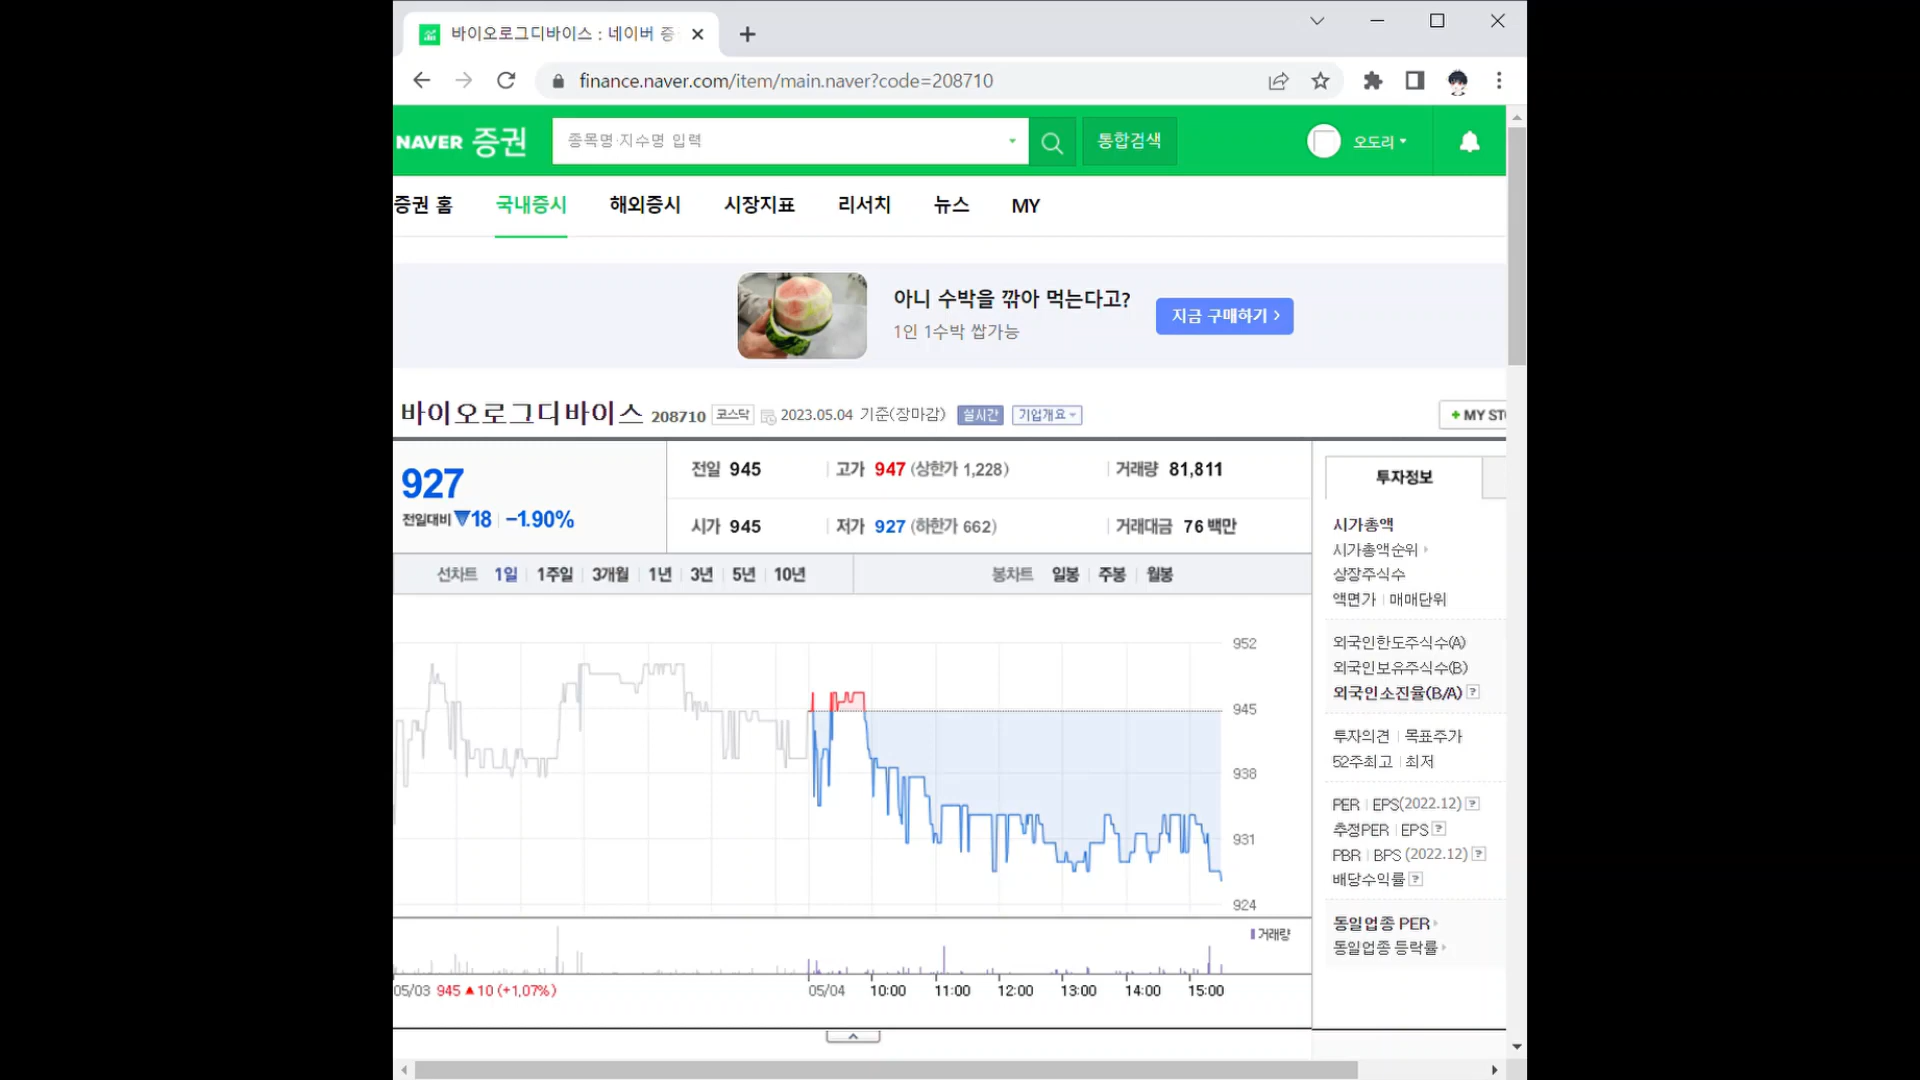 바이오로그디바이스 : 네이버 증
finance.naver.com/item/main.naver?code=208710
NAVER 증권
종목명·지수명 입력
통합검색
오도리
증권 홈 국내증시 해외증시 시장지표 리서치 뉴스 MY
아니 수박을 깎아 먹는다고?
1인 1수박 쌉가능
지금 구매하기 >
바이오로그디바이스 208710 코스닥 2023.05.04 기준(장마감) 실시간 기업개요
+ MY ST
927
전일대비 ▼18 | −1.90%
전일 945 | 고가 947 (상한가 1,228) | 거래량 81,811
시가 945 | 저가 927 (하한가 662) | 거래대금 76 백만
선차트 1일 1주일 3개월 1년 3년 5년 10년
봉차트 일봉 주봉 월봉
952
945
938
931
924
거래량
05/03 945 ▲10 (+1,07%)
05/04 10:00 11:00 12:00 13:00 14:00 15:00
투자정보
시가총액
시가총액순위
상장주식수
액면가 | 매매단위
외국인한도주식수(A)
외국인보유주식수(B)
외국인소진율(B/A) ?
투자의견 | 목표주가
52주최고 | 최저
PER | EPS(2022.12) ?
추정PER | EPS ?
PBR | BPS (2022.12) ?
배당수익률 ?
동일업종 PER
동일업종 등락률